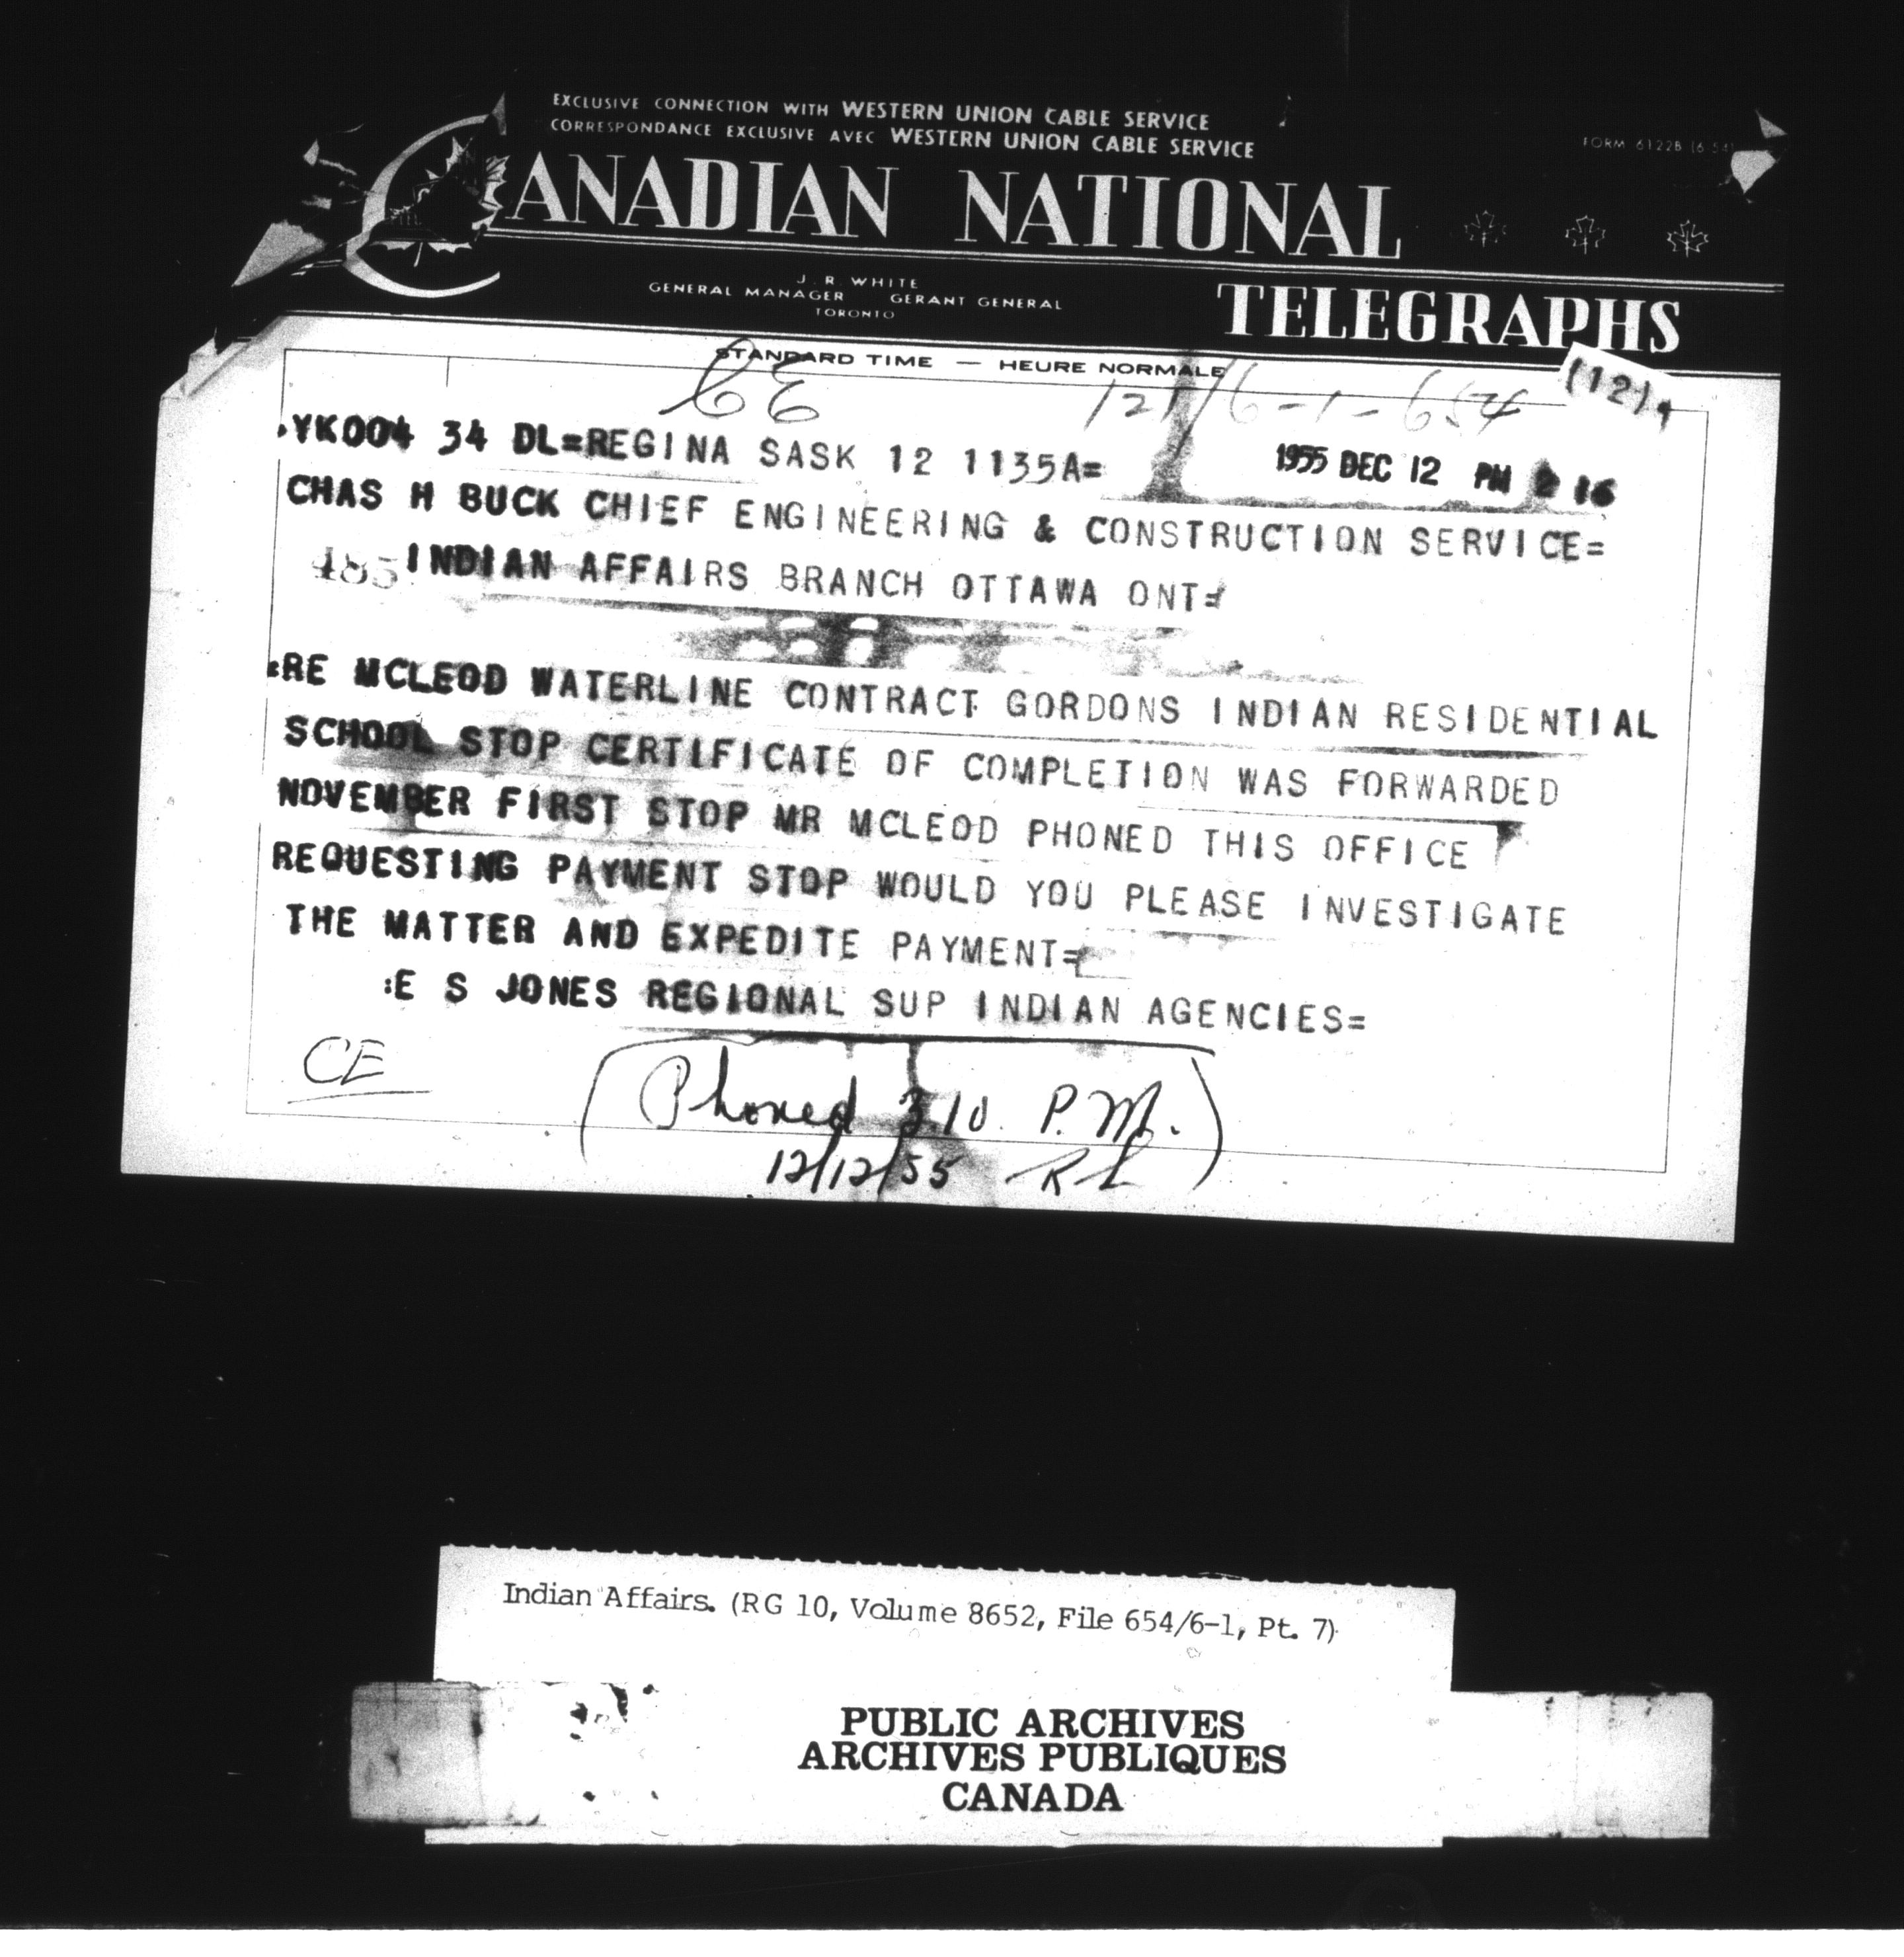 EXCLUSIVE CONNECTION WITH WESTERN UNION CABLE SERVICE
CORRESPONDANCE EXCLUSIVE AVEC WESTERN UNION CABLE SERVICE
FORM 6122B (6 54)
CANADIAN NATIONAL
TELEGRAPHS
J. R. WHITE
GENERAL MANAGER GERANT GENERAL
TORONTO
STANDARD TIME — HEURE NORMALE
(12)
CE
6-1-654
YK004 34 DL=REGINA SASK 12 1135A=
1955 DEC 12 PM 2 16
CHAS H BUCK CHIEF ENGINEERING & CONSTRUCTION SERVICE=
485 INDIAN AFFAIRS BRANCH OTTAWA ONT=
:RE MCLEOD WATERLINE CONTRACT GORDONS INDIAN RESIDENTIAL
SCHOOL STOP CERTIFICATE OF COMPLETION WAS FORWARDED
NOVEMBER FIRST STOP MR MCLEOD PHONED THIS OFFICE
REQUESTING PAYMENT STOP WOULD YOU PLEASE INVESTIGATE
THE MATTER AND EXPEDITE PAYMENT=
:E S JONES REGIONAL SUP INDIAN AGENCIES=
CE
(Phoned 3.10. P.M.)
12/12/55 RL
Indian Affairs. (RG 10, Volume 8652, File 654/6-1, Pt. 7)
PUBLIC ARCHIVES
ARCHIVES PUBLIQUES
CANADA